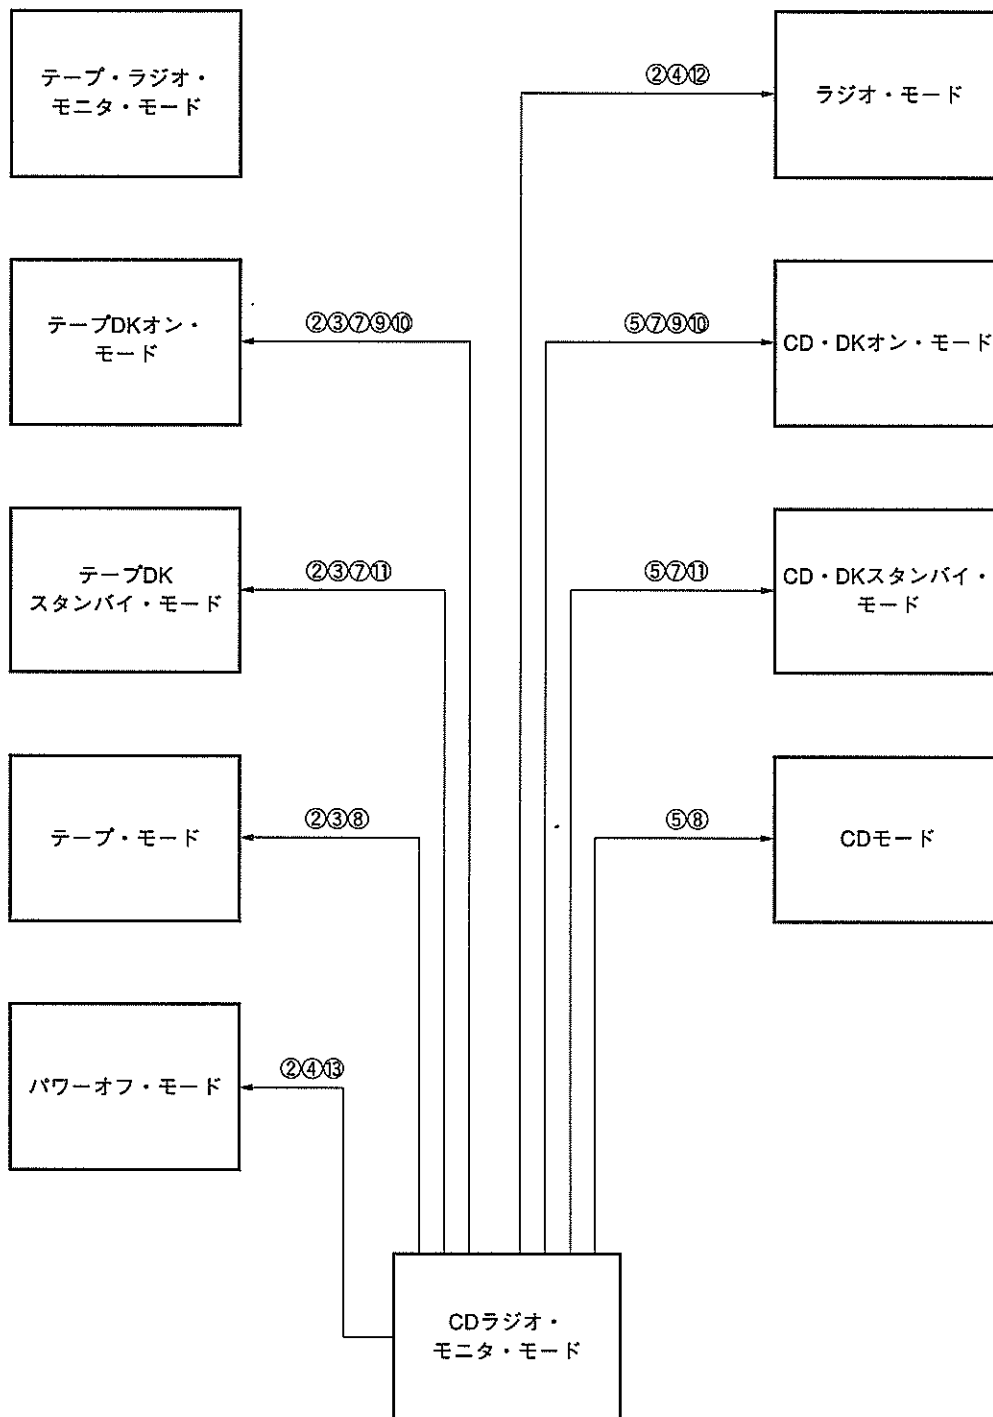 テープ・ラジオ・
モニタ・モード
②④⑫
ラジオ・モード
テープDKオン・
モード
②③⑦⑨⑩
⑤⑦⑨⑩
CD・DKオン・モード
テープDK
スタンバイ・モード
②③⑦⑪
⑤⑦⑪
CD・DKスタンバイ・
モード
テープ・モード
②③⑧
⑤⑧
CDモード
パワーオフ・モード
②④⑬
CDラジオ・
モニタ・モード